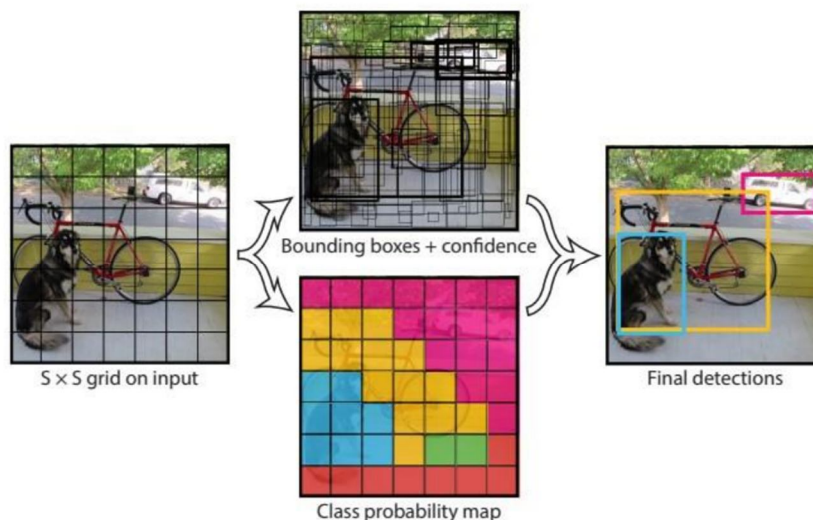 S × S grid on input
Bounding boxes + confidence
Class probability map
Final detections